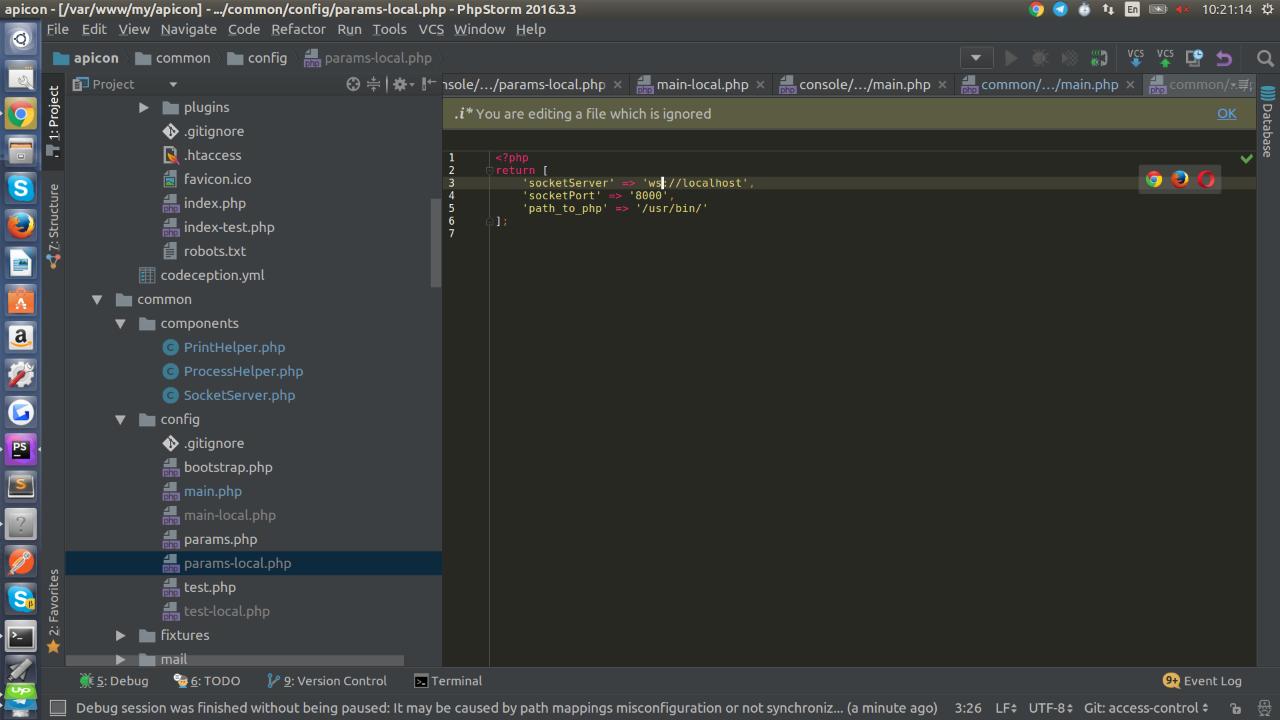 apicon - [/var/www/my/apicon] - .../common/config/params-local.php - PhpStorm 2016.3.3
En
10:21:14
File Edit View Navigate Code Refactor Run Tools VCS Window Help
apicon common config params-local.php
VCS VCS
Project
nsole/.../params-local.php main-local.php console/.../main.php common/.../main.php common/
1: Project
7: Structure
2: Favorites
Database
plugins
.gitignore
.htaccess
favicon.ico
index.php
index-test.php
robots.txt
codeception.yml
common
components
PrintHelper.php
ProcessHelper.php
SocketServer.php
config
.gitignore
bootstrap.php
main.php
main-local.php
params.php
params-local.php
test.php
test-local.php
fixtures
mail
.i* You are editing a file which is ignored
OK
1 <?php
2 return [
3 'socketServer' => 'ws://localhost',
4 'socketPort' => '8000',
5 'path_to_php' => '/usr/bin/'
6 ];
7
5: Debug 6: TODO 9: Version Control Terminal
9+ Event Log
Debug session was finished without being paused: It may be caused by path mappings misconfiguration or not synchroniz... (a minute ago)
3:26 LF UTF-8 Git: access-control